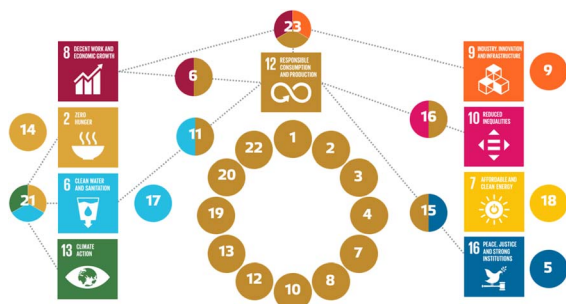 23
8 DECENT WORK AND
ECONOMIC GROWTH
12 RESPONSIBLE
CONSUMPTION
AND PRODUCTION
9 INDUSTRY, INNOVATION
AND INFRASTRUCTURE
9
6
10 REDUCED
INEQUALITIES
16
14
2 ZERO
HUNGER
11
22
1
2
20
3
7 AFFORDABLE AND
CLEAN ENERGY
18
21
6 CLEAN WATER
AND SANITATION
17
19
4
15
13
7
16 PEACE, JUSTICE
AND STRONG
INSTITUTIONS
5
13 CLIMATE
ACTION
12
10
8